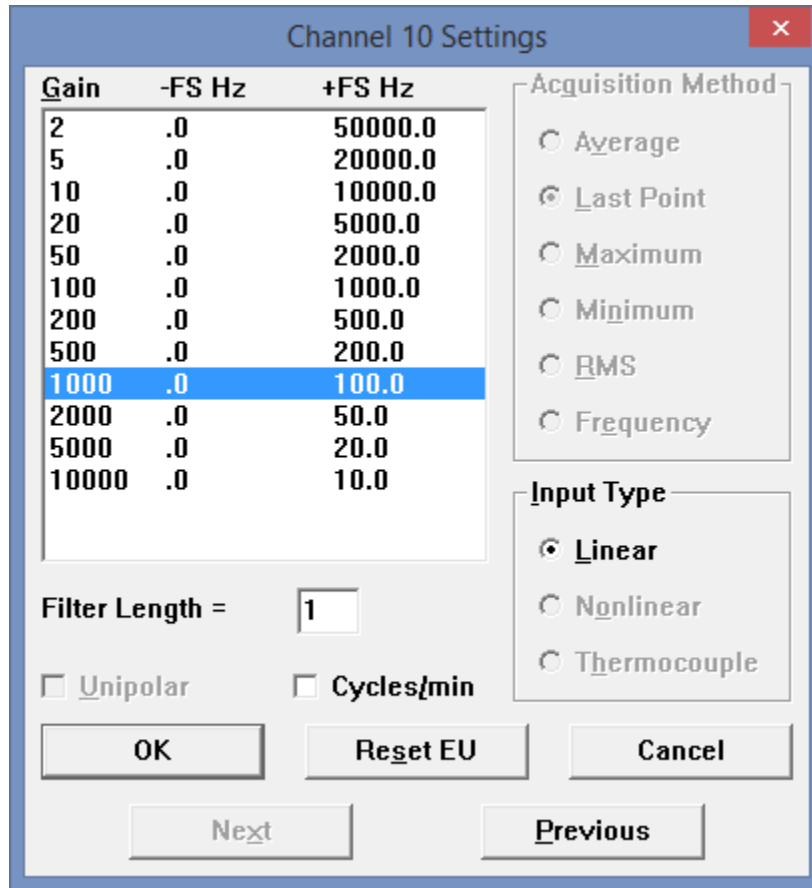 Channel 10 Settings
Gain -FS Hz +FS Hz
2 .0 50000.0
5 .0 20000.0
10 .0 10000.0
20 .0 5000.0
50 .0 2000.0
100 .0 1000.0
200 .0 500.0
500 .0 200.0
1000 .0 100.0
2000 .0 50.0
5000 .0 20.0
10000 .0 10.0
Filter Length = 1
Unipolar Cycles/min
Acquisition Method
Average
Last Point
Maximum
Minimum
RMS
Frequency
Input Type
Linear
Nonlinear
Thermocouple
OK Reset EU Cancel
Next Previous